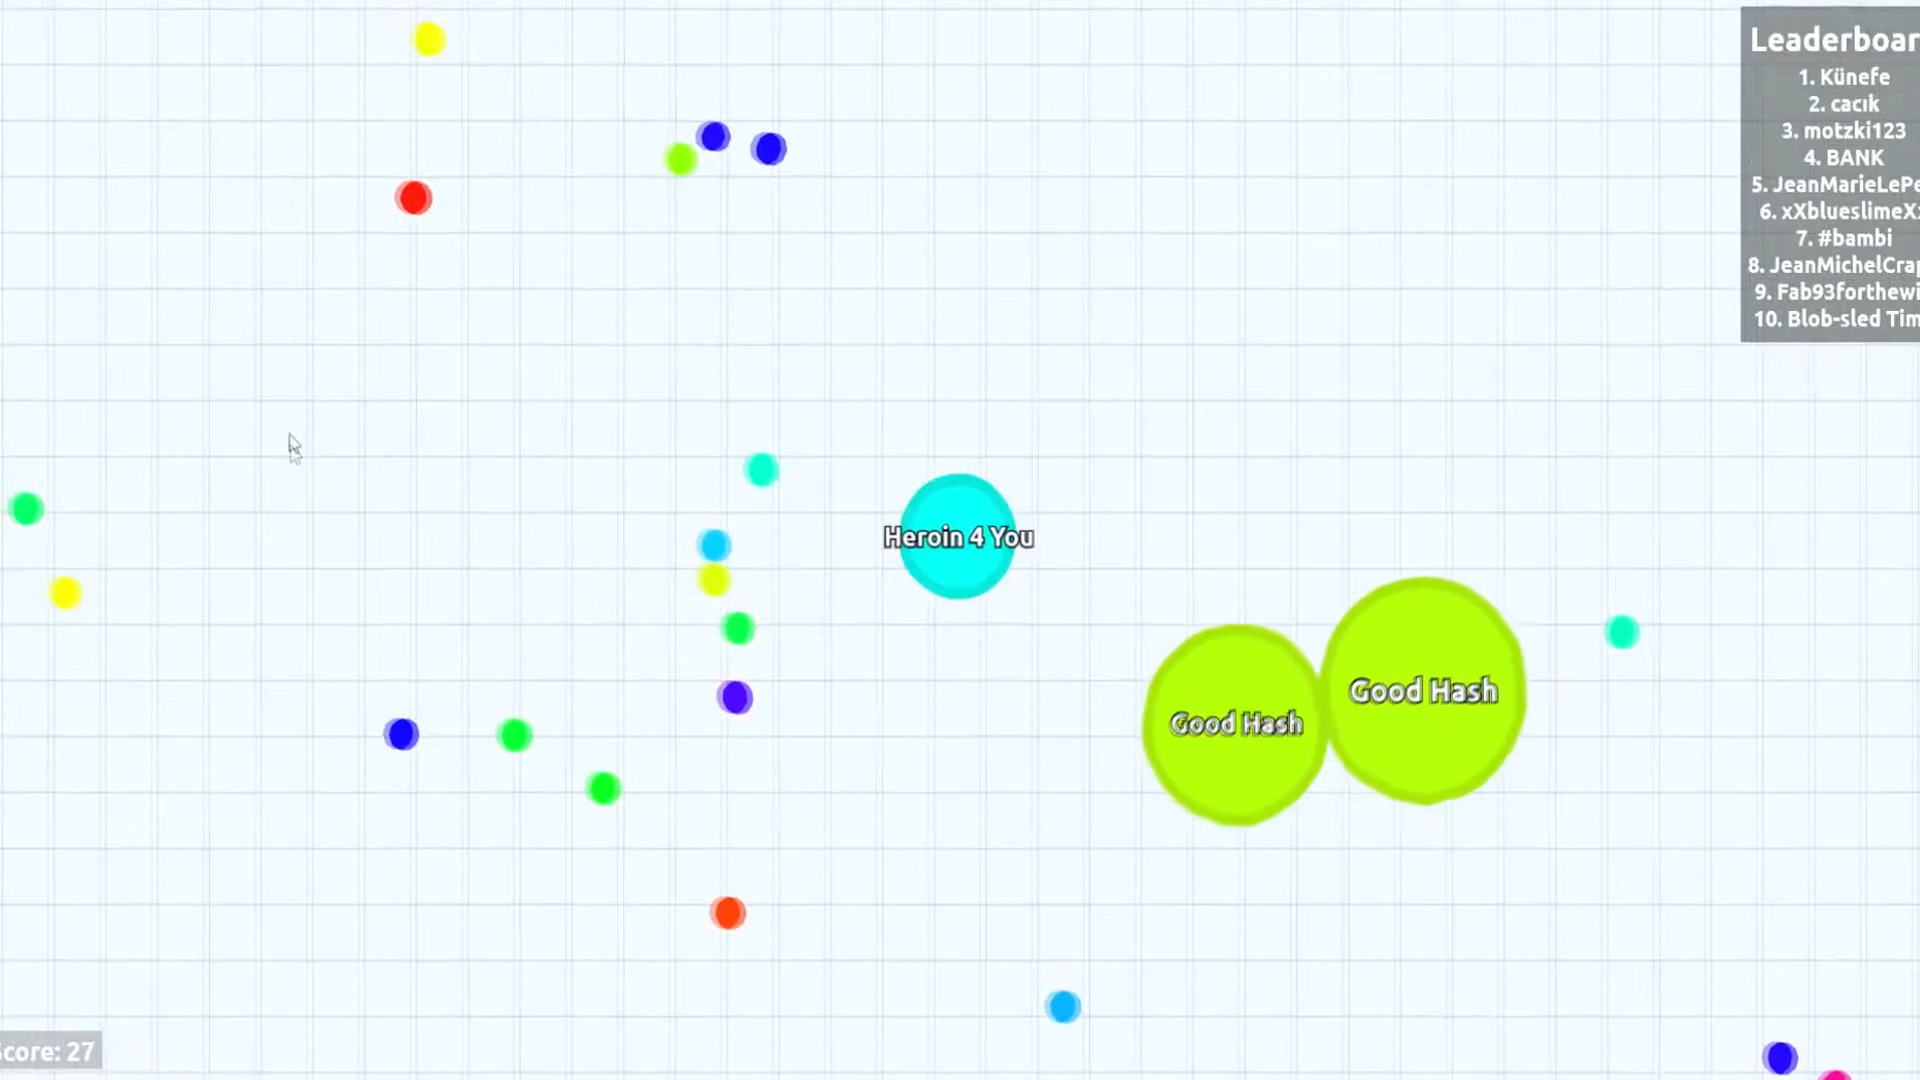 Leaderboar
1. Künefe
2. cacık
3. motzki123
4. BANK
5. JeanMarieLePe
6. xXblueslimeX
7. #bambi
8. JeanMichelCra
9. Fab93forthewi
10. Blob-sled Tim
Heroin 4 You
Good Hash
Good Hash
Score: 27